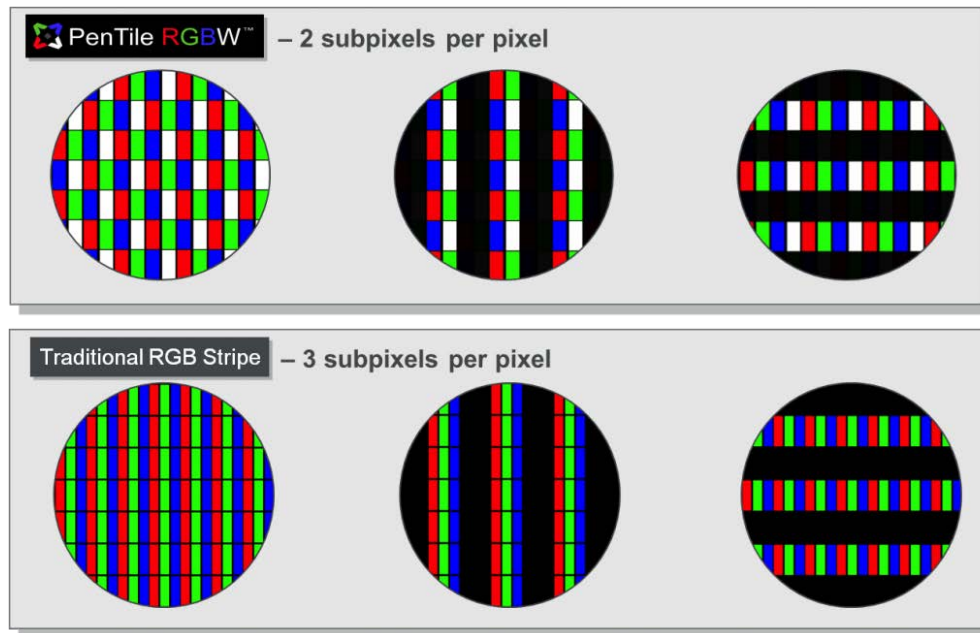 PenTile RGBW™ – 2 subpixels per pixel
Traditional RGB Stripe – 3 subpixels per pixel